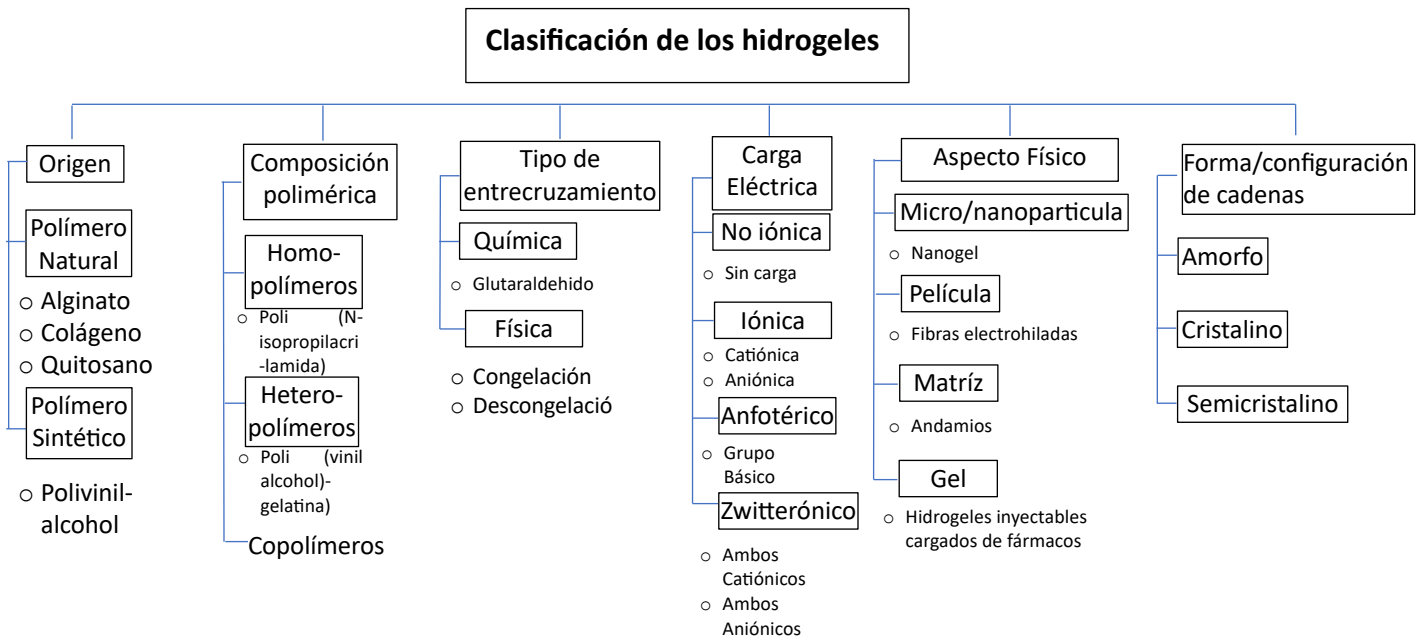 Clasificación de los hidrogeles
Origen
Polímero
Natural
○ Alginato
○ Colágeno
○ Quitosano
Polímero
Sintético
○ Polivinil-
alcohol
Composición
polimérica
Homo-
polímeros
○ Poli (N-
isopropilacri
-lamida)
Hetero-
polímeros
○ Poli (vinil
alcohol)-
gelatina)
Copolímeros
Tipo de
entrecruzamiento
Química
○ Glutaraldehido
Física
○ Congelación
○ Descongelació
Carga
Eléctrica
No iónica
○ Sin carga
Iónica
○ Catiónica
○ Aniónica
Anfotérico
○ Grupo
Básico
Zwitterónico
○ Ambos
Catiónicos
○ Ambos
Aniónicos
Aspecto Físico
Micro/nanoparticula
○ Nanogel
Película
○ Fibras electrohiladas
Matríz
○ Andamios
Gel
○ Hidrogeles inyectables
cargados de fármacos
Forma/configuración
de cadenas
Amorfo
Cristalino
Semicristalino